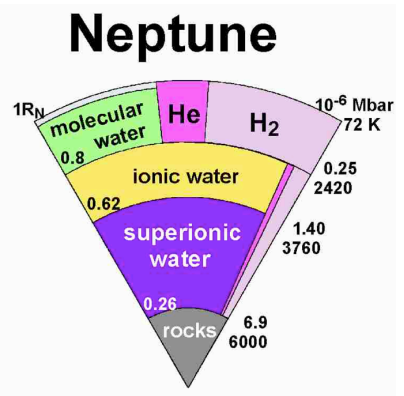 Neptune
1R_N
10⁻⁶ Mbar
72 K
molecular
water
He
H₂
0.8
0.25
2420
ionic water
0.62
1.40
3760
superionic
water
0.26
6.9
6000
rocks